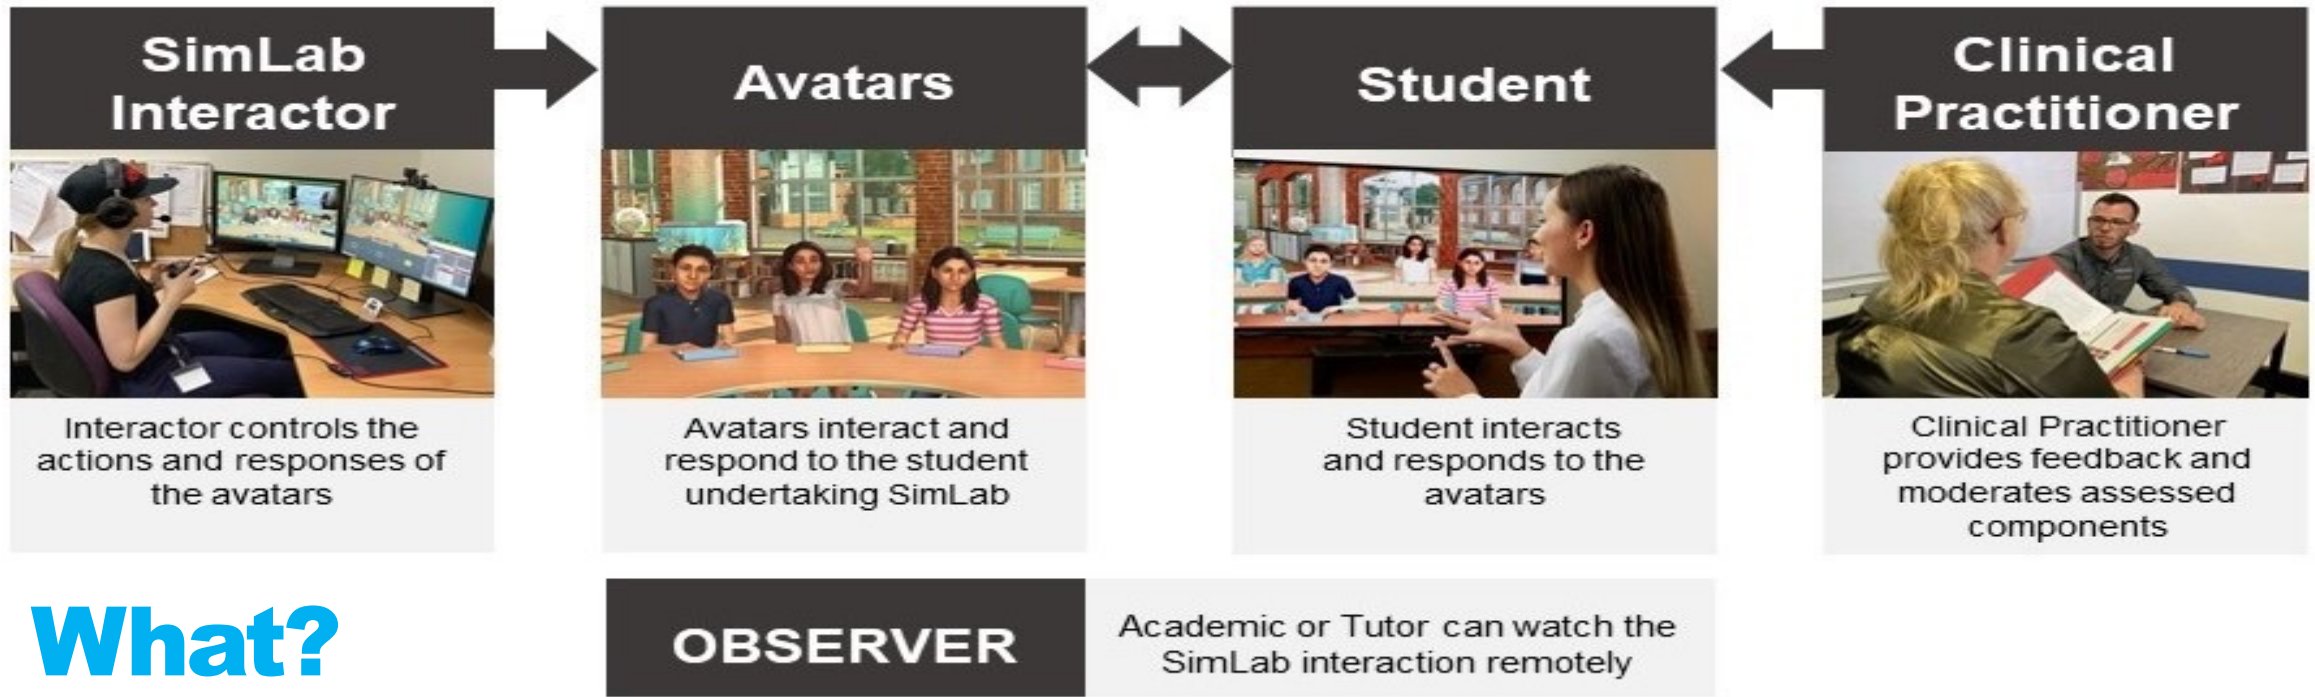 SimLab
Interactor
Avatars
Student
Clinical
Practitioner
Interactor controls the
actions and responses of
the avatars
Avatars interact and
respond to the student
undertaking SimLab
Student interacts
and responds to the
avatars
Clinical Practitioner
provides feedback and
moderates assessed
components
What?
OBSERVER
Academic or Tutor can watch the
SimLab interaction remotely